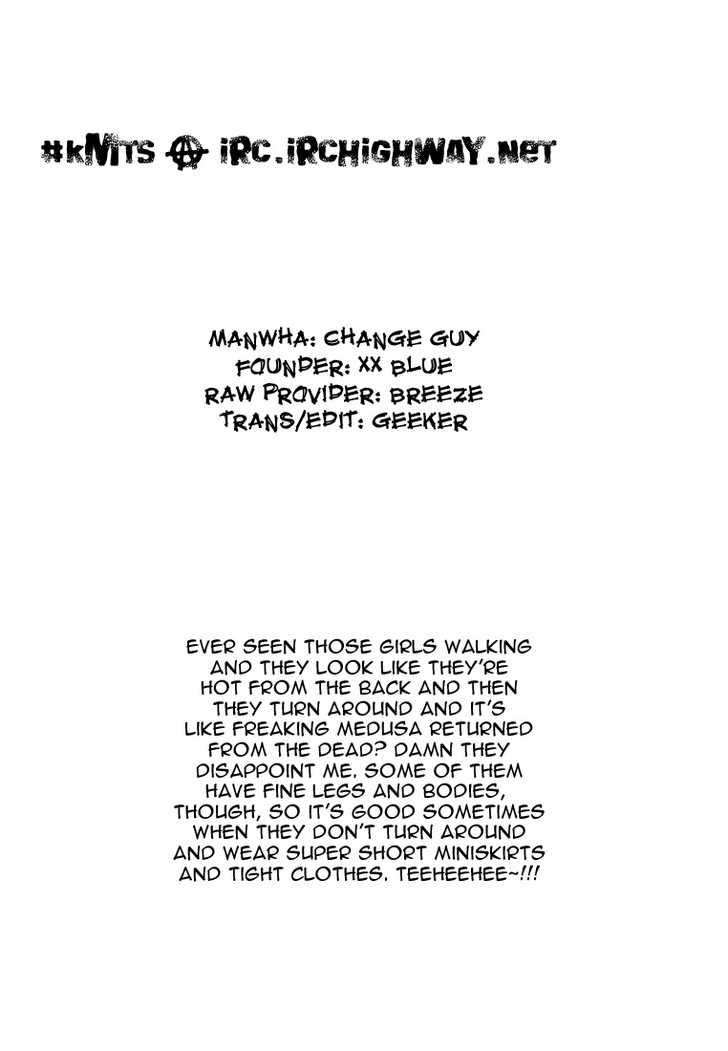 #kMTS @ iRC.iRCHiGHWAY.NeT
MANWHA: CHANGE GUY
FOUNDER: XX BLUE
RAW PROVIDER: BREEZE
TRANS/EDIT: GEEKER
EVER SEEN THOSE GIRLS WALKING
AND THEY LOOK LIKE THEY'RE
HOT FROM THE BACK AND THEN
THEY TURN AROUND AND IT'S
LIKE FREAKING MEDUSA RETURNED
FROM THE DEAD? DAMN THEY
DISAPPOINT ME. SOME OF THEM
HAVE FINE LEGS AND BODIES,
THOUGH, SO IT'S GOOD SOMETIMES
WHEN THEY DON'T TURN AROUND
AND WEAR SUPER SHORT MINISKIRTS
AND TIGHT CLOTHES. TEEHEEHEE~!!!